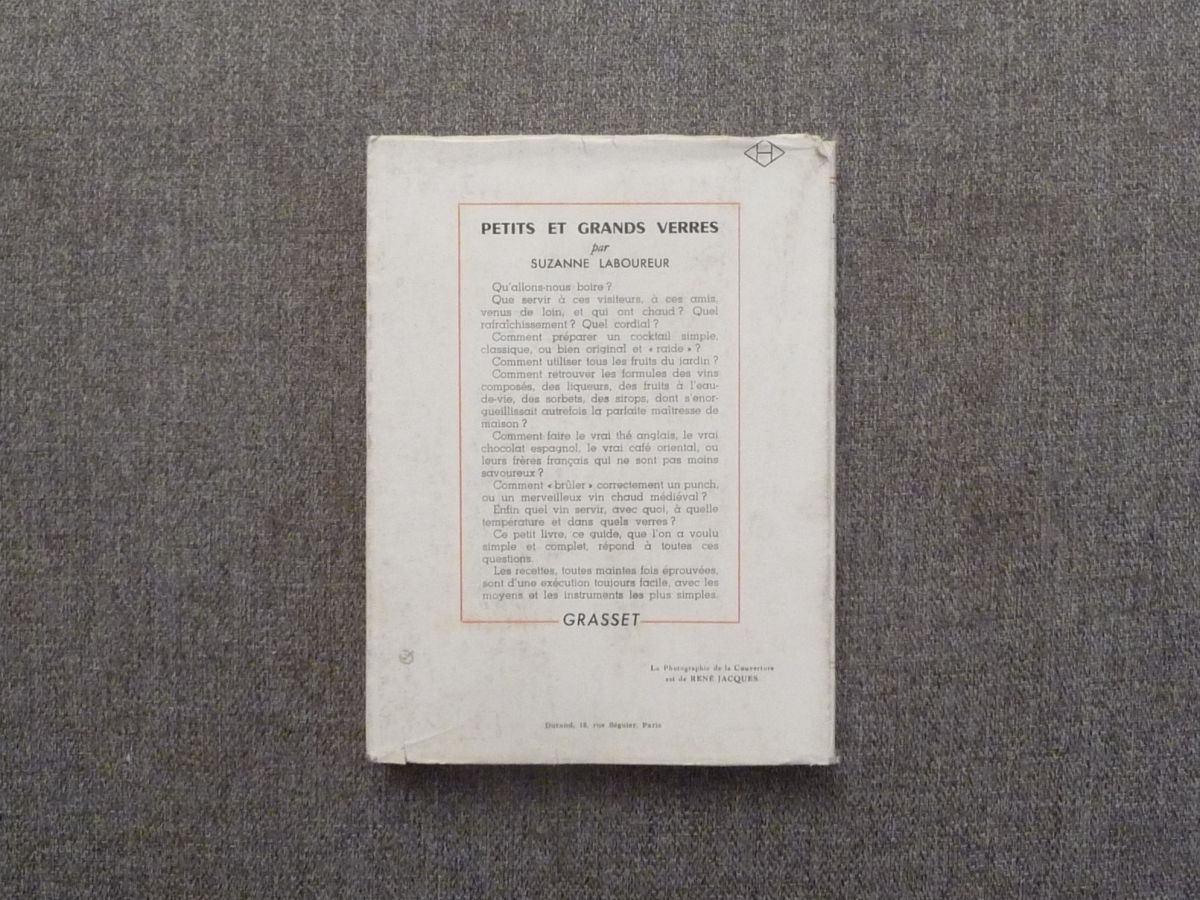 H
PETITS ET GRANDS VERRES
par
SUZANNE LABOUREUR
Qu'allons-nous boire ?
Que servir à ces visiteurs, à ces amis,
venus de loin, et qui ont chaud ? Quel
rafraîchissement ? Quel cordial ?
Comment préparer un cocktail simple,
classique, ou bien original et « raide » ?
Comment utiliser tous les fruits du jardin ?
Comment retrouver les formules des vins
composés, des liqueurs, des fruits à l'eau-
de-vie, des sorbets, des sirops, dont s'enor-
gueillissait autrefois la parfaite maîtresse de
maison ?
Comment faire le vrai thé anglais, le vrai
chocolat espagnol, le vrai café oriental, ou
leurs frères français qui ne sont pas moins
savoureux ?
Comment « brûler » correctement un punch,
ou un merveilleux vin chaud médiéval ?
Enfin quel vin servir, avec quoi, à quelle
température et dans quels verres ?
Ce petit livre, ce guide, que l'on a voulu
simple et complet, répond à toutes ces
questions.
Les recettes, toutes maintes fois éprouvées,
sont d'une exécution toujours facile, avec les
moyens et les instruments les plus simples.
GRASSET
La Photographie de la Couverture
est de RENÉ JACQUES.
Durand, 18, rue Séguier, Paris